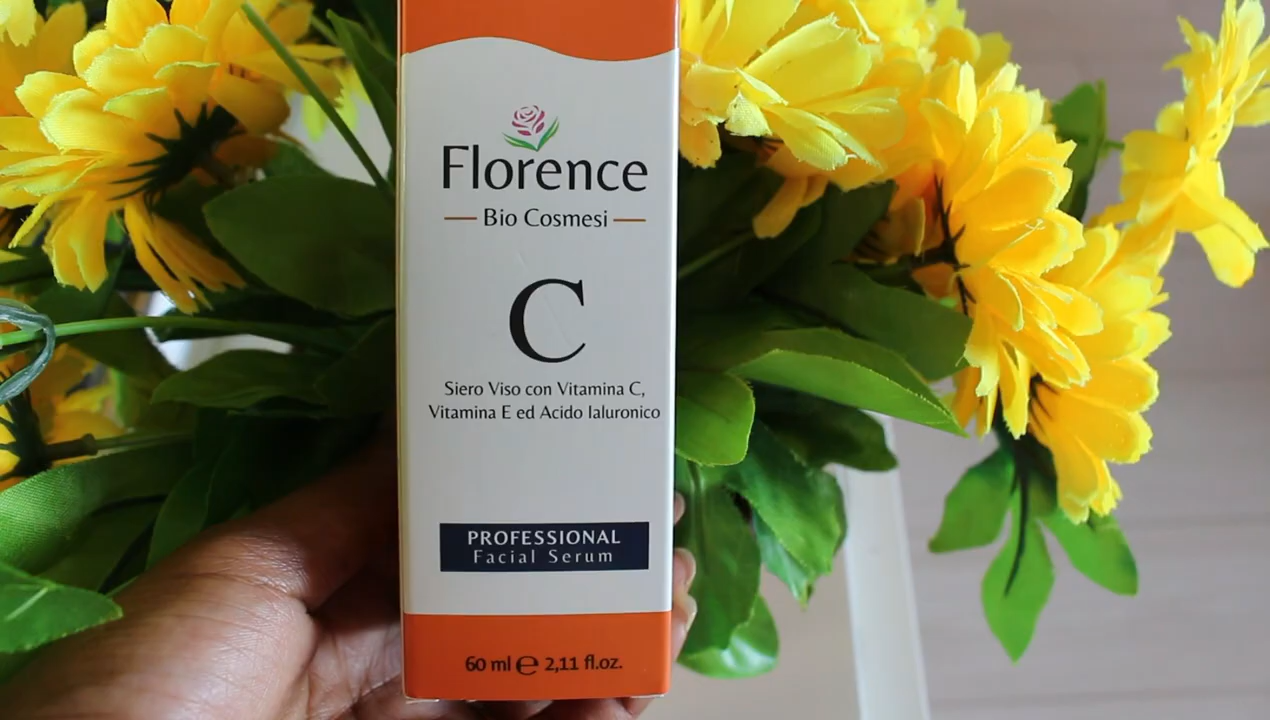 Florence
Bio Cosmesi
C
Siero Viso con Vitamina C,
Vitamina E ed Acido Ialuronico
PROFESSIONAL
Facial Serum
60 ml ℮ 2,11 fl.oz.